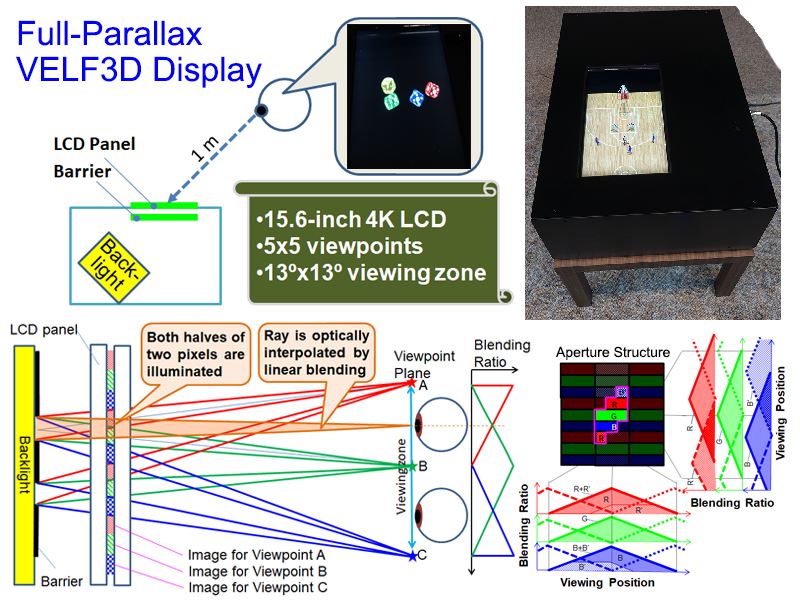 Full-Parallax
VELF3D Display
LCD Panel
Barrier
1 m
Back-
light
•15.6-inch 4K LCD
•5x5 viewpoints
•13ºx13º viewing zone
LCD panel
Both halves of
two pixels are
illuminated
Ray is optically
interpolated by
linear blending
Viewpoint
Plane
Blending
Ratio
A
B
C
Viewing zone
Backlight
Barrier
Image for Viewpoint A
Image for Viewpoint B
Image for Viewpoint C
Aperture Structure
B'
R
G
B
R'
R
R'
G
B'
B
Viewing Position
Blending Ratio
Blending Ratio
R+R'
R
R'
G
B+B'
B
B'
Viewing Position